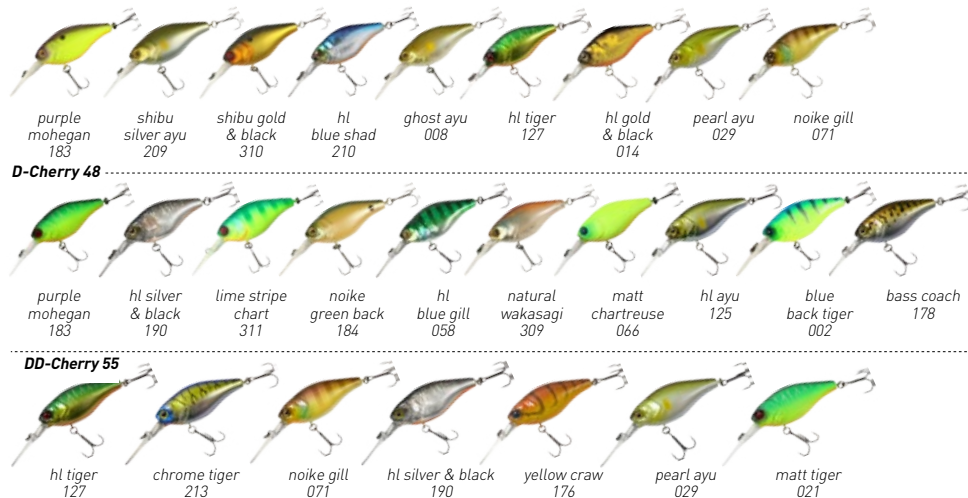 purple
mohegan
183
shibu
silver ayu
209
shibu gold
& black
310
hl
blue shad
210
ghost ayu
008
hl tiger
127
hl gold
& black
014
pearl ayu
029
noike gill
071
D-Cherry 48
purple
mohegan
183
hl silver
& black
190
lime stripe
chart
311
noike
green back
184
hl
blue gill
058
natural
wakasagi
309
matt
chartreuse
066
hl ayu
125
blue
back tiger
002
bass coach
178
DD-Cherry 55
hl tiger
127
chrome tiger
213
noike gill
071
hl silver & black
190
yellow craw
176
pearl ayu
029
matt tiger
021